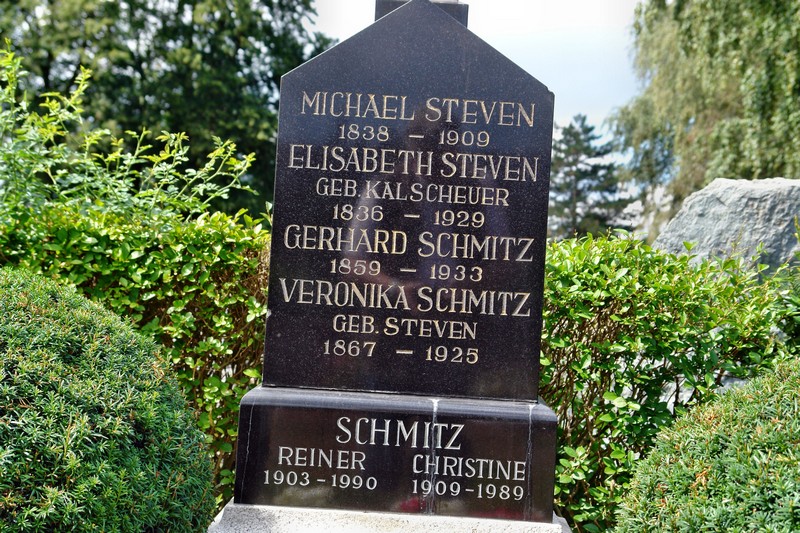 MICHAEL STEVEN
1838 – 1909
ELISABETH STEVEN
GEB. KALSCHEUER
1836 – 1929
GERHARD SCHMITZ
1859 – 1933
VERONIKA SCHMITZ
GEB. STEVEN
1867 – 1925
SCHMITZ
REINER CHRISTINE
1903-1990 1909-1989